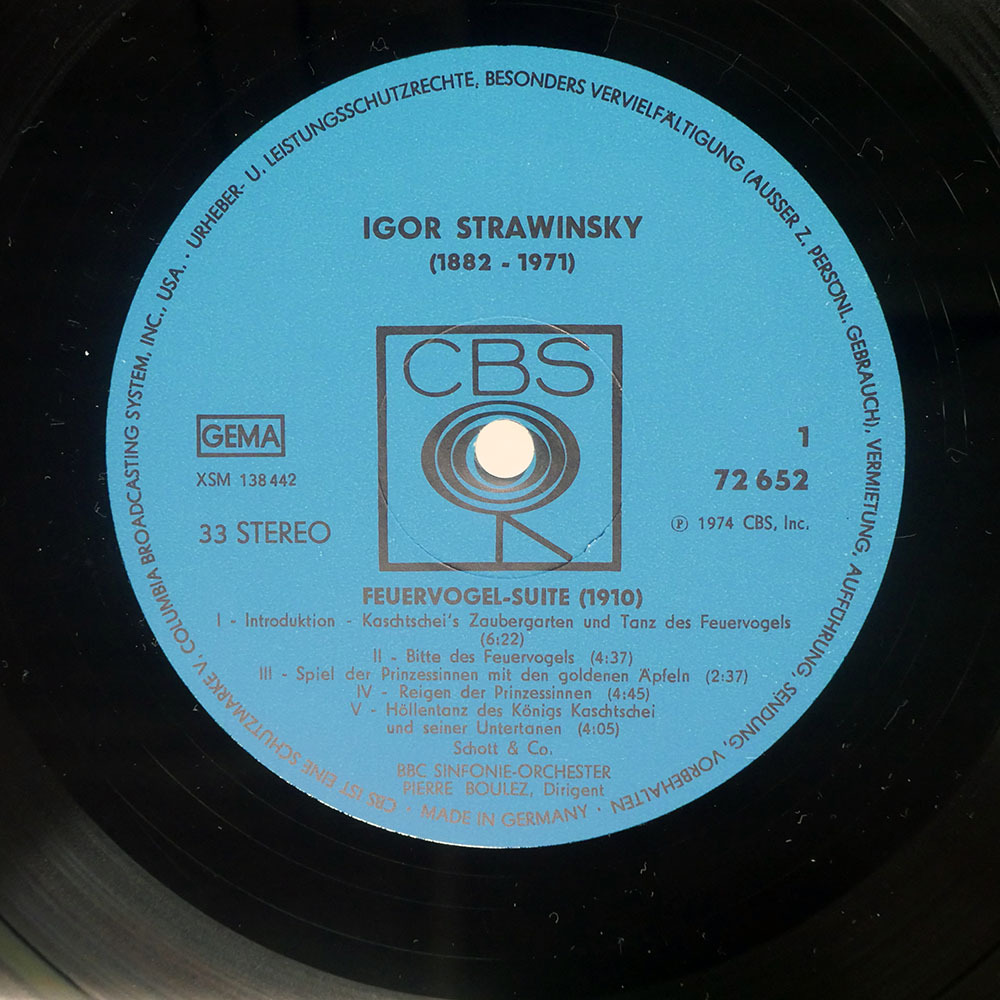 URHEBER- U. LEISTUNGSSCHUTZRECHTE, BESONDERS VERVIELFÄLTIGUNG (AUSSER Z. PERSÖNL. GEBRAUCH), VERMIETUNG, AUFFÜHRUNG, SENDUNG, VORBEHALTEN · MADE IN GERMANY · CBS IST EINE SCHUTZMARKE V. COLUMBIA BROADCASTING SYSTEM, INC., USA. ·
IGOR STRAWINSKY
(1882 - 1971)
CBS
GEMA
XSM 138 442
33 STEREO
1
72 652
Ⓟ 1974 CBS, Inc.
FEUERVOGEL-SUITE (1910)
I - Introduktion - Kaschtschei's Zaubergarten und Tanz des Feuervogels
(6:22)
II - Bitte des Feuervogels (4:37)
III - Spiel der Prinzessinnen mit den goldenen Äpfeln (2:37)
IV - Reigen der Prinzessinnen (4:45)
V - Höllentanz des Königs Kaschtschei
und seiner Untertanen (4:05)
Schott & Co.
BBC SINFONIE-ORCHESTER
PIERRE BOULEZ, Dirigent